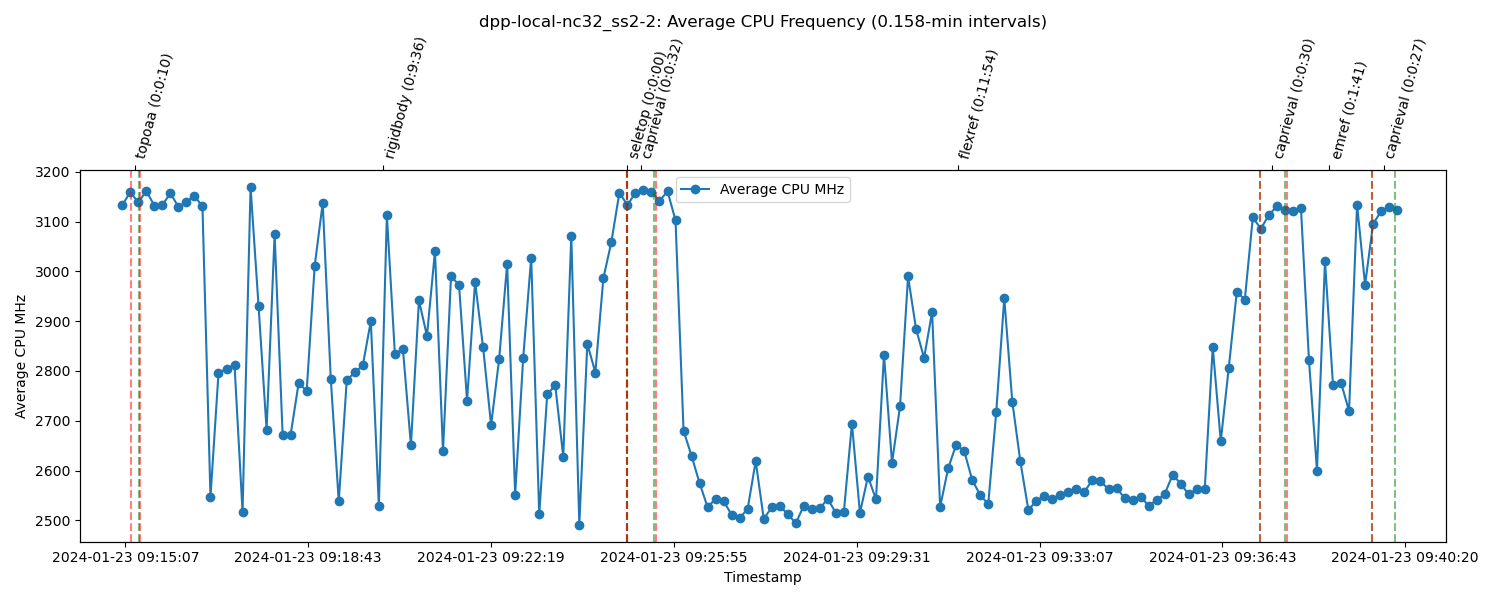 dpp-local-nc32_ss2-2: Average CPU Frequency (0.158-min intervals)
topoaa (0:0:10)
rigidbody (0:9:36)
seletop (0:0:00)
caprieval (0:0:32)
flexref (0:11:54)
caprieval (0:0:30)
emref (0:1:41)
caprieval (0:0:27)
Average CPU MHz
3200
3100
3000
2900
2800
2700
2600
2500
Average CPU MHz
2024-01-23 09:15:07
2024-01-23 09:18:43
2024-01-23 09:22:19
2024-01-23 09:25:55
2024-01-23 09:29:31
2024-01-23 09:33:07
2024-01-23 09:36:43
2024-01-23 09:40:20
Timestamp